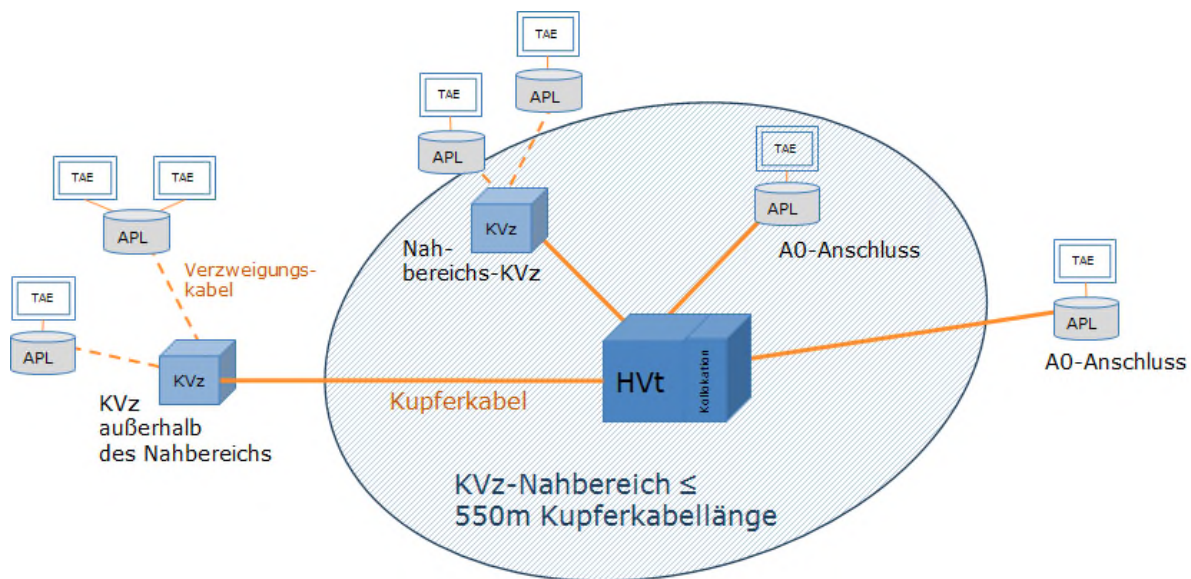 TAE
APL
TAE
APL
TAE
APL
TAE
TAE
APL
KVz
Nah-
bereichs-KVz
A0-Anschluss
Verzweigungs-
kabel
TAE
APL
TAE
APL
A0-Anschluss
KVz
HVt
Kollokation
Kupferkabel
KVz
außerhalb
des Nahbereichs
KVz-Nahbereich ≤
550m Kupferkabellänge